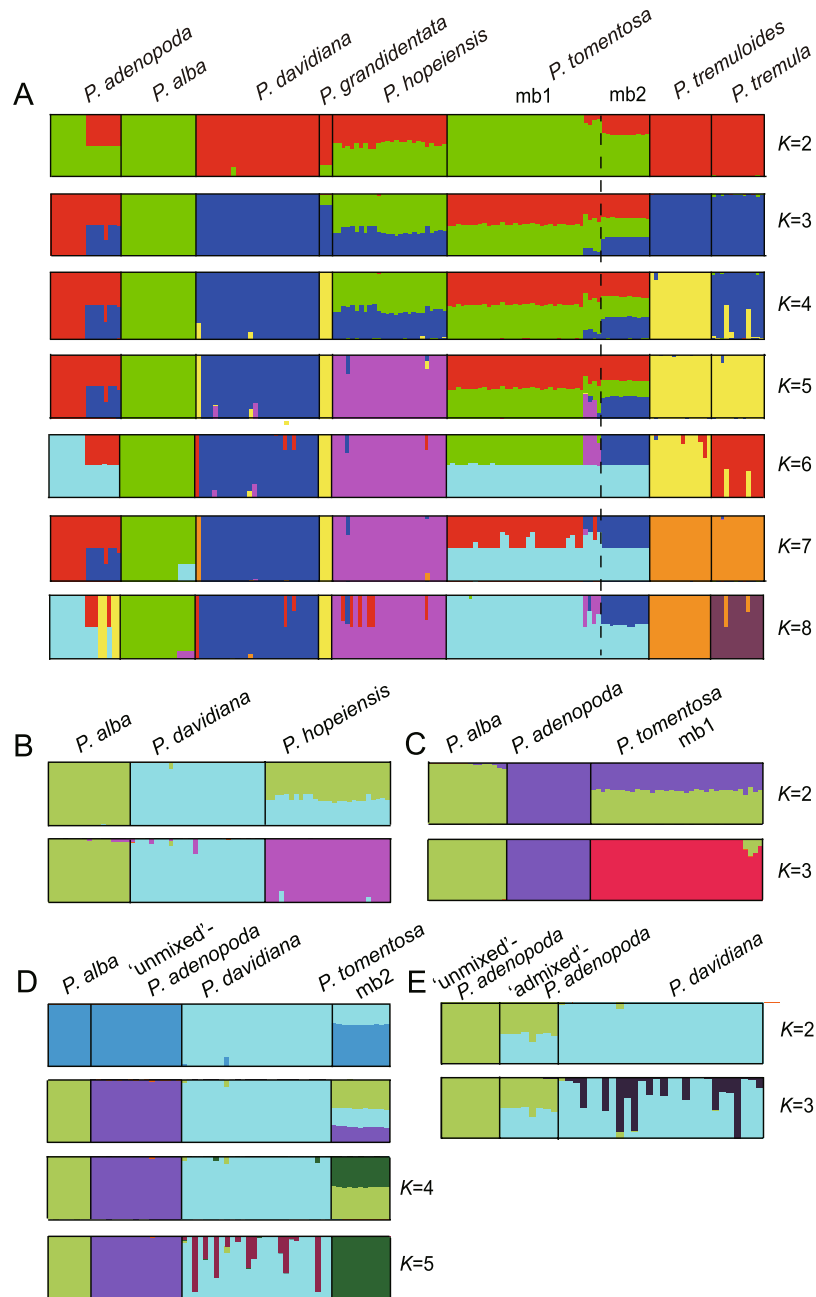 A
P. adenopoda
P. alba
P. davidiana
P. grandidentata
P. hopeiensis
P. tomentosa
mb1
mb2
P. tremuloides
P. tremula
K=2
K=3
K=4
K=5
K=6
K=7
K=8
B
P. alba
P. davidiana
P. hopeiensis
C
P. alba
P. adenopoda
P. tomentosa
mb1
K=2
K=3
D
P. alba
'unmixed'-
P. adenopoda
P. davidiana
P. tomentosa
mb2
K=4
K=5
E
'unmixed'-
P. adenopoda
'admixed'-
P. adenopoda
P. davidiana
K=2
K=3